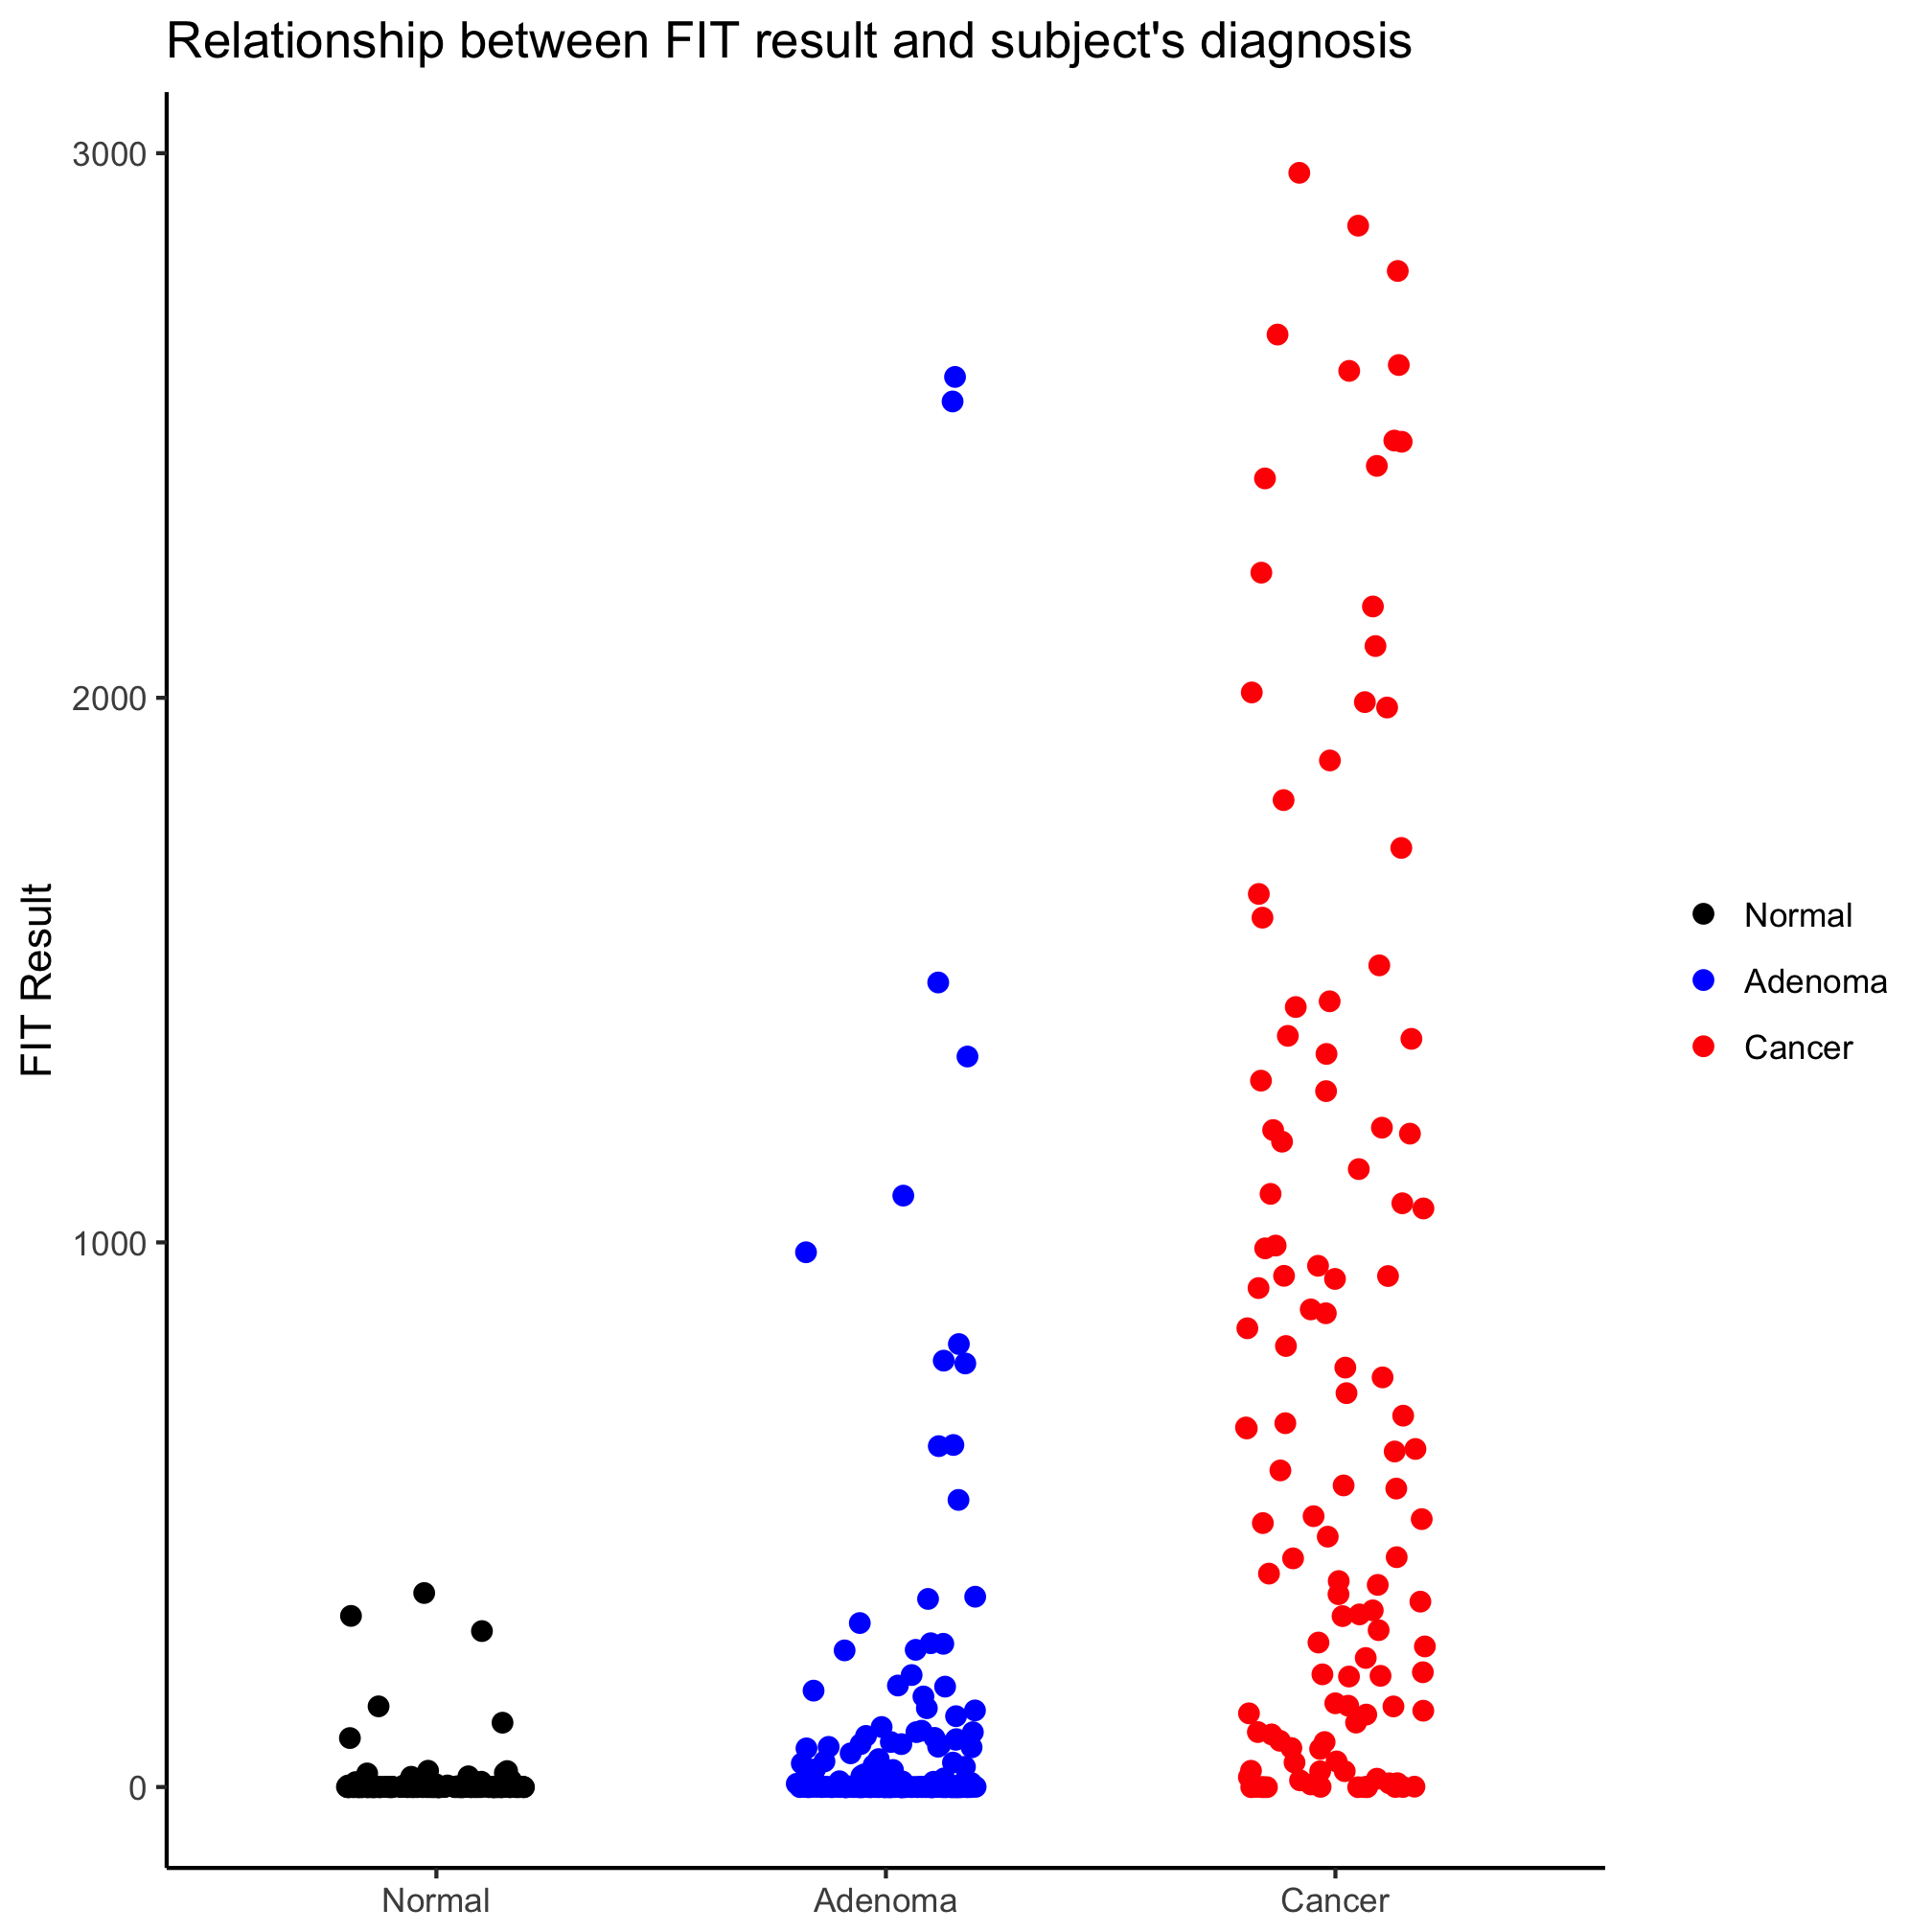 Relationship between FIT result and subject's diagnosis
FIT Result
3000
2000
1000
0
Normal
Adenoma
Cancer
Normal
Adenoma
Cancer